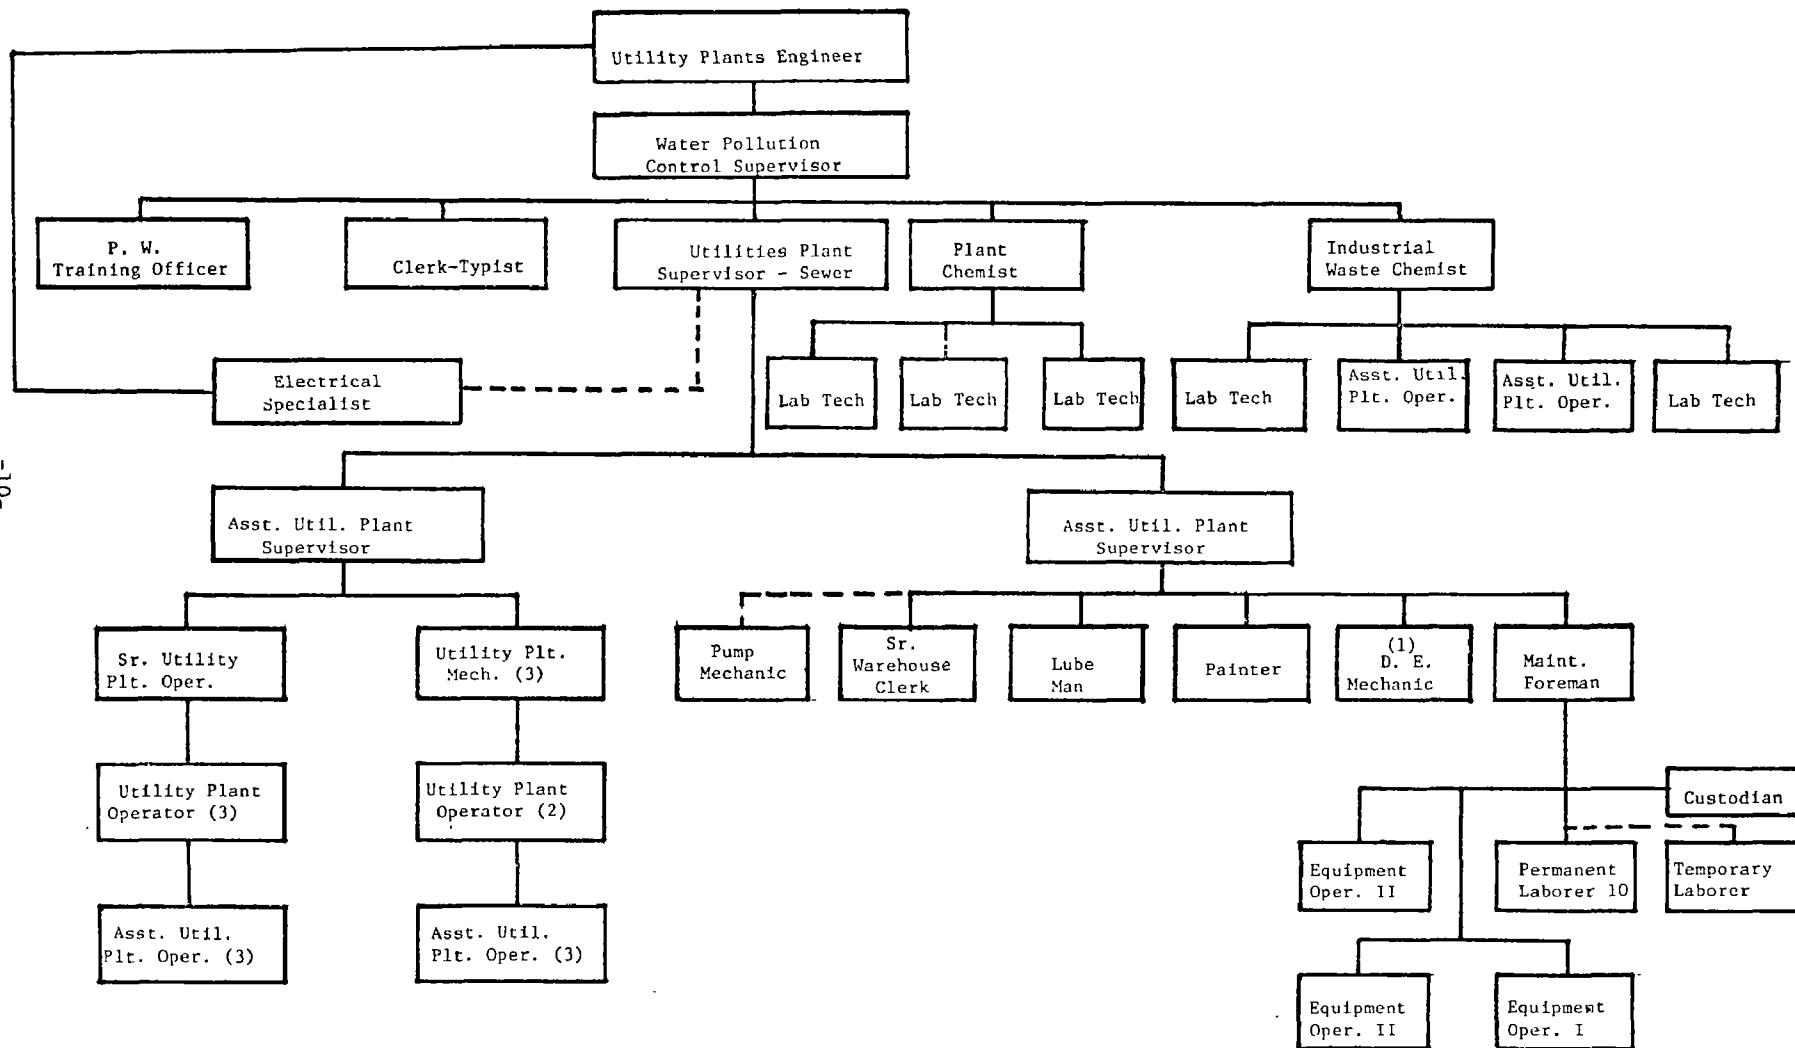 Utility Plants Engineer
Water Pollution
Control Supervisor
P. W.
Training Officer
Clerk-Typist
Utilities Plant
Supervisor - Sewer
Plant
Chemist
Industrial
Waste Chemist
Electrical
Specialist
Lab Tech
Lab Tech
Lab Tech
Lab Tech
Asst. Util.
Plt. Oper.
Asst. Util.
Plt. Oper.
Lab Tech
-10-
Asst. Util. Plant
Supervisor
Asst. Util. Plant
Supervisor
Sr. Utility
Plt. Oper.
Utility Plt.
Mech. (3)
Pump
Mechanic
Sr.
Warehouse
Clerk
Lube
Man
Painter
(1)
D. E.
Mechanic
Maint.
Foreman
Utility Plant
Operator (3)
Utility Plant
Operator (2)
Custodian
Equipment
Oper. II
Permanent
Laborer 10
Temporary
Laborer
Asst. Util.
Plt. Oper. (3)
Asst. Util.
Plt. Oper. (3)
Equipment
Oper. II
Equipment
Oper. I